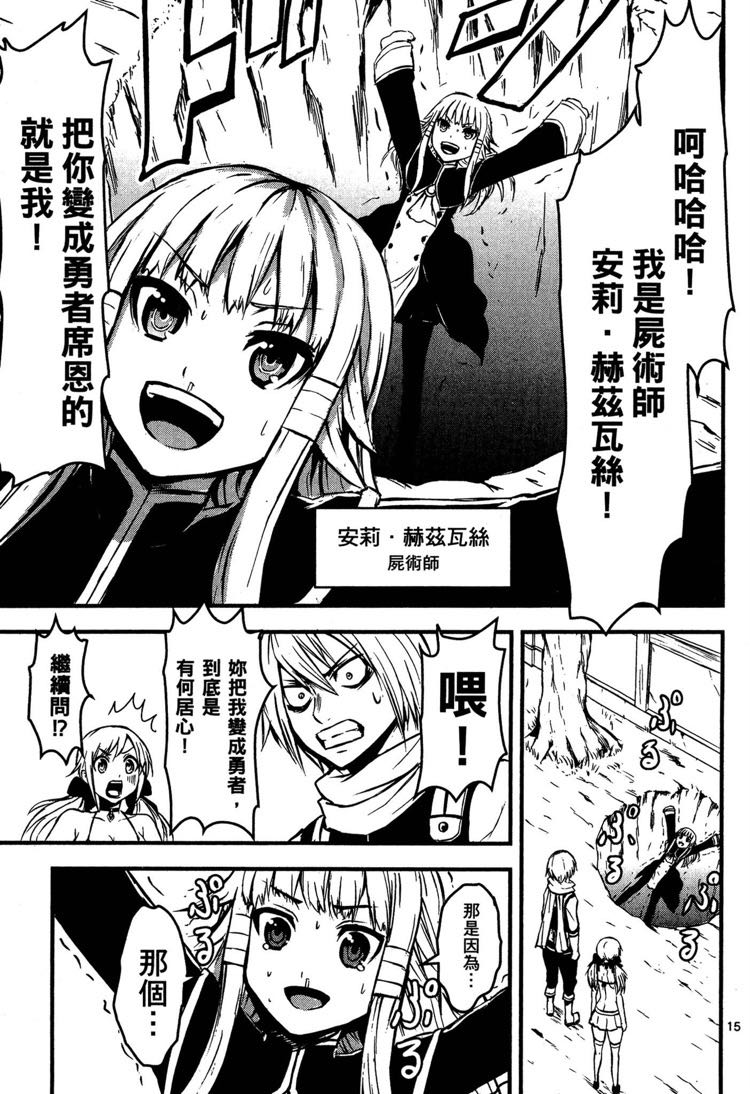 呵哈哈哈！
我是屍術師
安莉·赫茲瓦絲！
把你變成勇者席恩的
就是我！
安莉·赫茲瓦絲
屍術師
ぷる
ぷる
ぷる
喂！
妳把我變成勇者，
到底是
有何居心！
繼續問!?
那是因為…
那個…
ぷる
ぷる
15